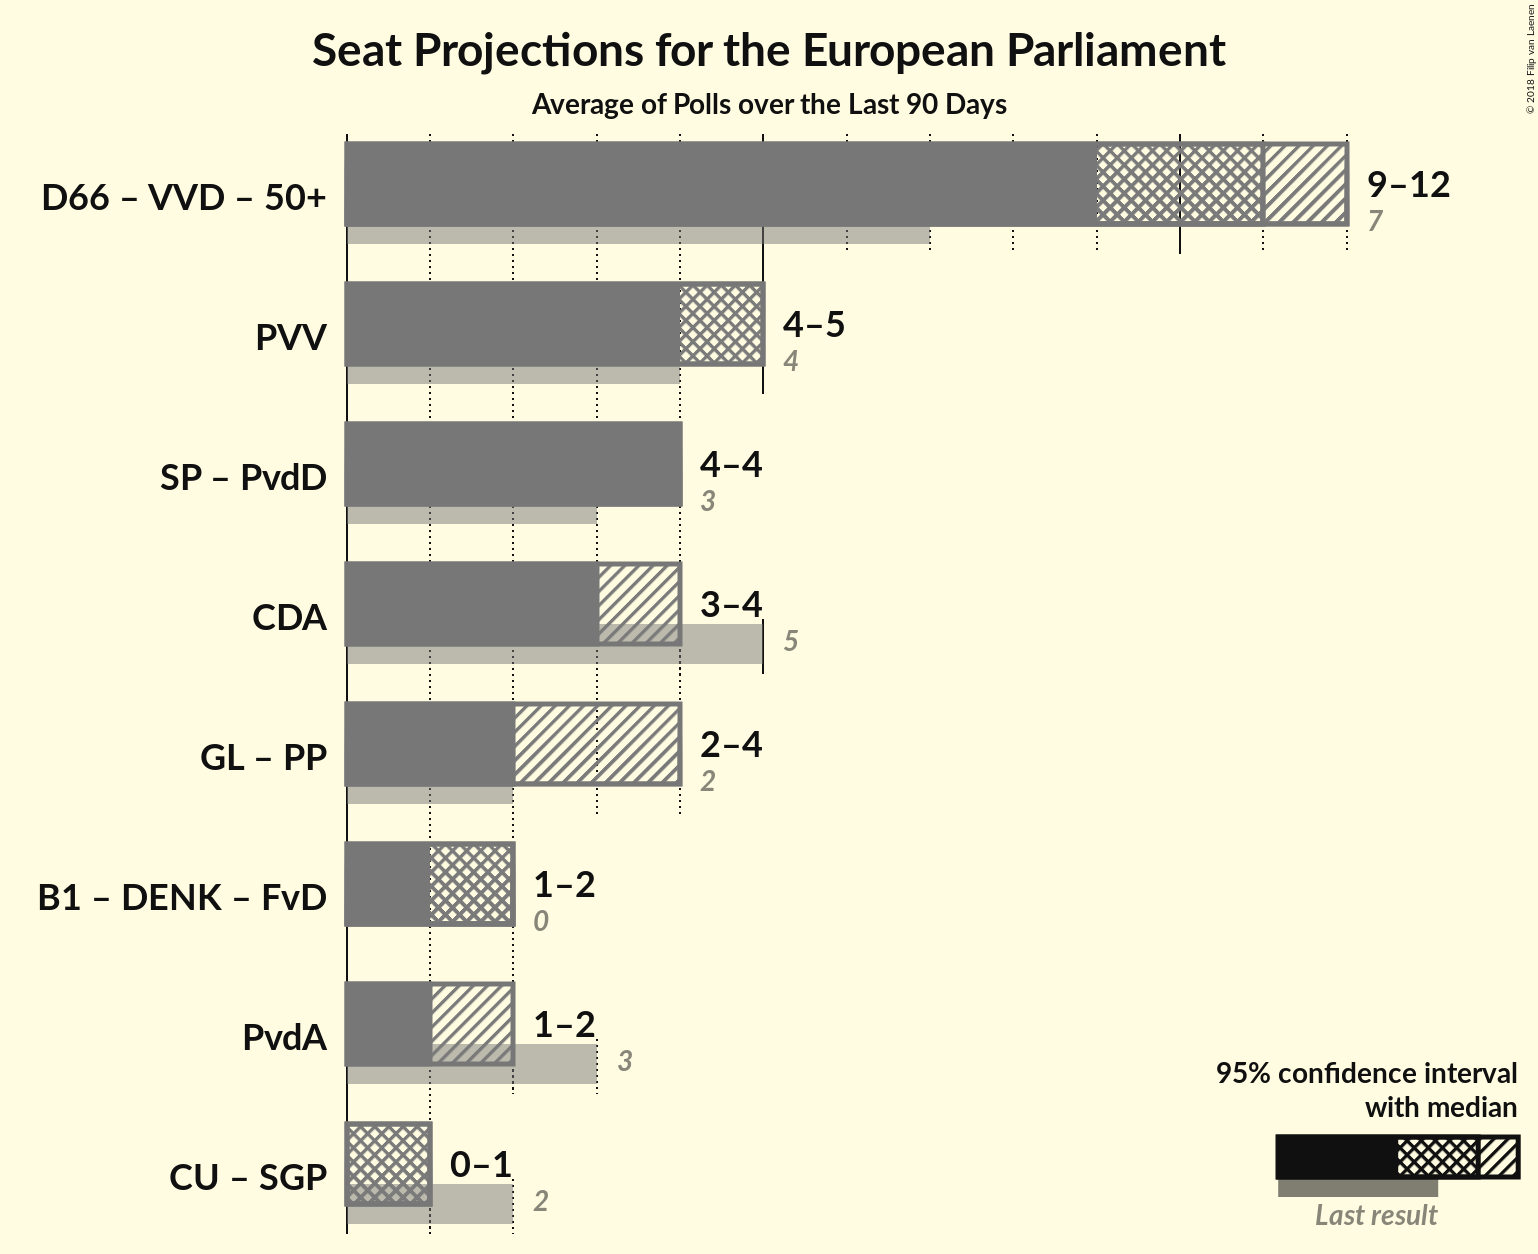 Seat Projections for the European Parliament
Average of Polls over the Last 90 Days
© 2018 Filip van Laenen
D66 – VVD – 50+
9–12
7
PVV
4–5
4
SP – PvdD
4–4
3
CDA
3–4
5
GL – PP
2–4
2
B1 – DENK – FvD
1–2
0
PvdA
1–2
3
CU – SGP
0–1
2
95% confidence interval
with median
Last result